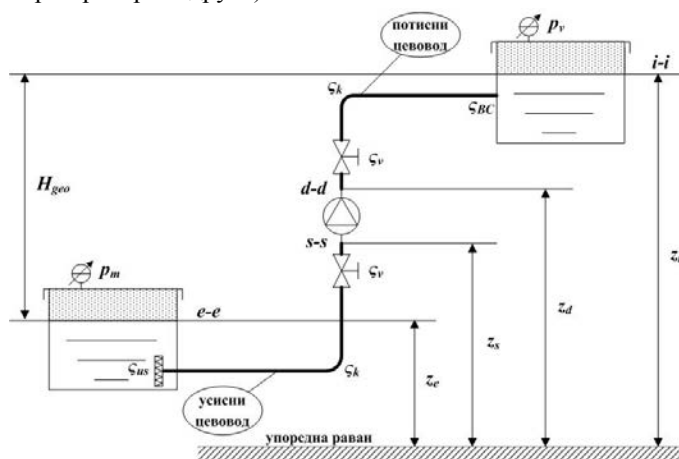 потисни
цевовод
p_v
i-i
ς_k
ς_BC
ς_v
H_geo
d-d
s-s
p_m
ς_v
e-e
z_d
z_s
ς_us
ς_k
z_e
усисни
цевовод
упоредна раван